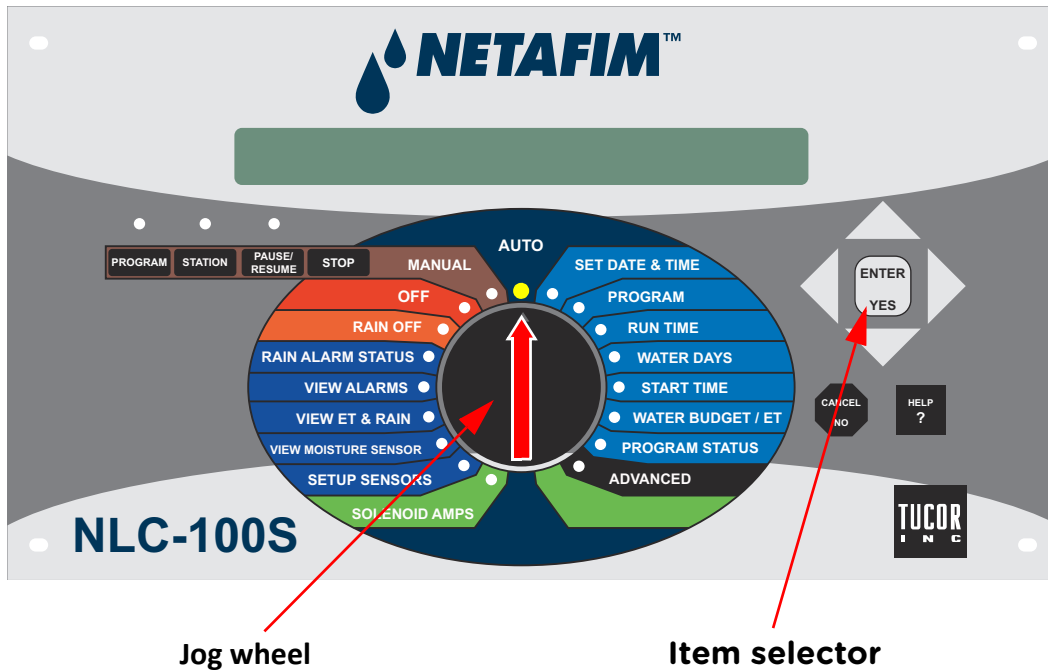 NETAFIM™
AUTO
PROGRAM
STATION
PAUSE/
RESUME
STOP
MANUAL
OFF
RAIN OFF
RAIN ALARM STATUS
VIEW ALARMS
VIEW ET & RAIN
VIEW MOISTURE SENSOR
SETUP SENSORS
SOLENOID AMPS
SET DATE & TIME
PROGRAM
RUN TIME
WATER DAYS
START TIME
WATER BUDGET / ET
PROGRAM STATUS
ADVANCED
ENTER
YES
CANCEL
NO
HELP
?
NLC-100S
TUCOR
INC
Jog wheel
Item selector